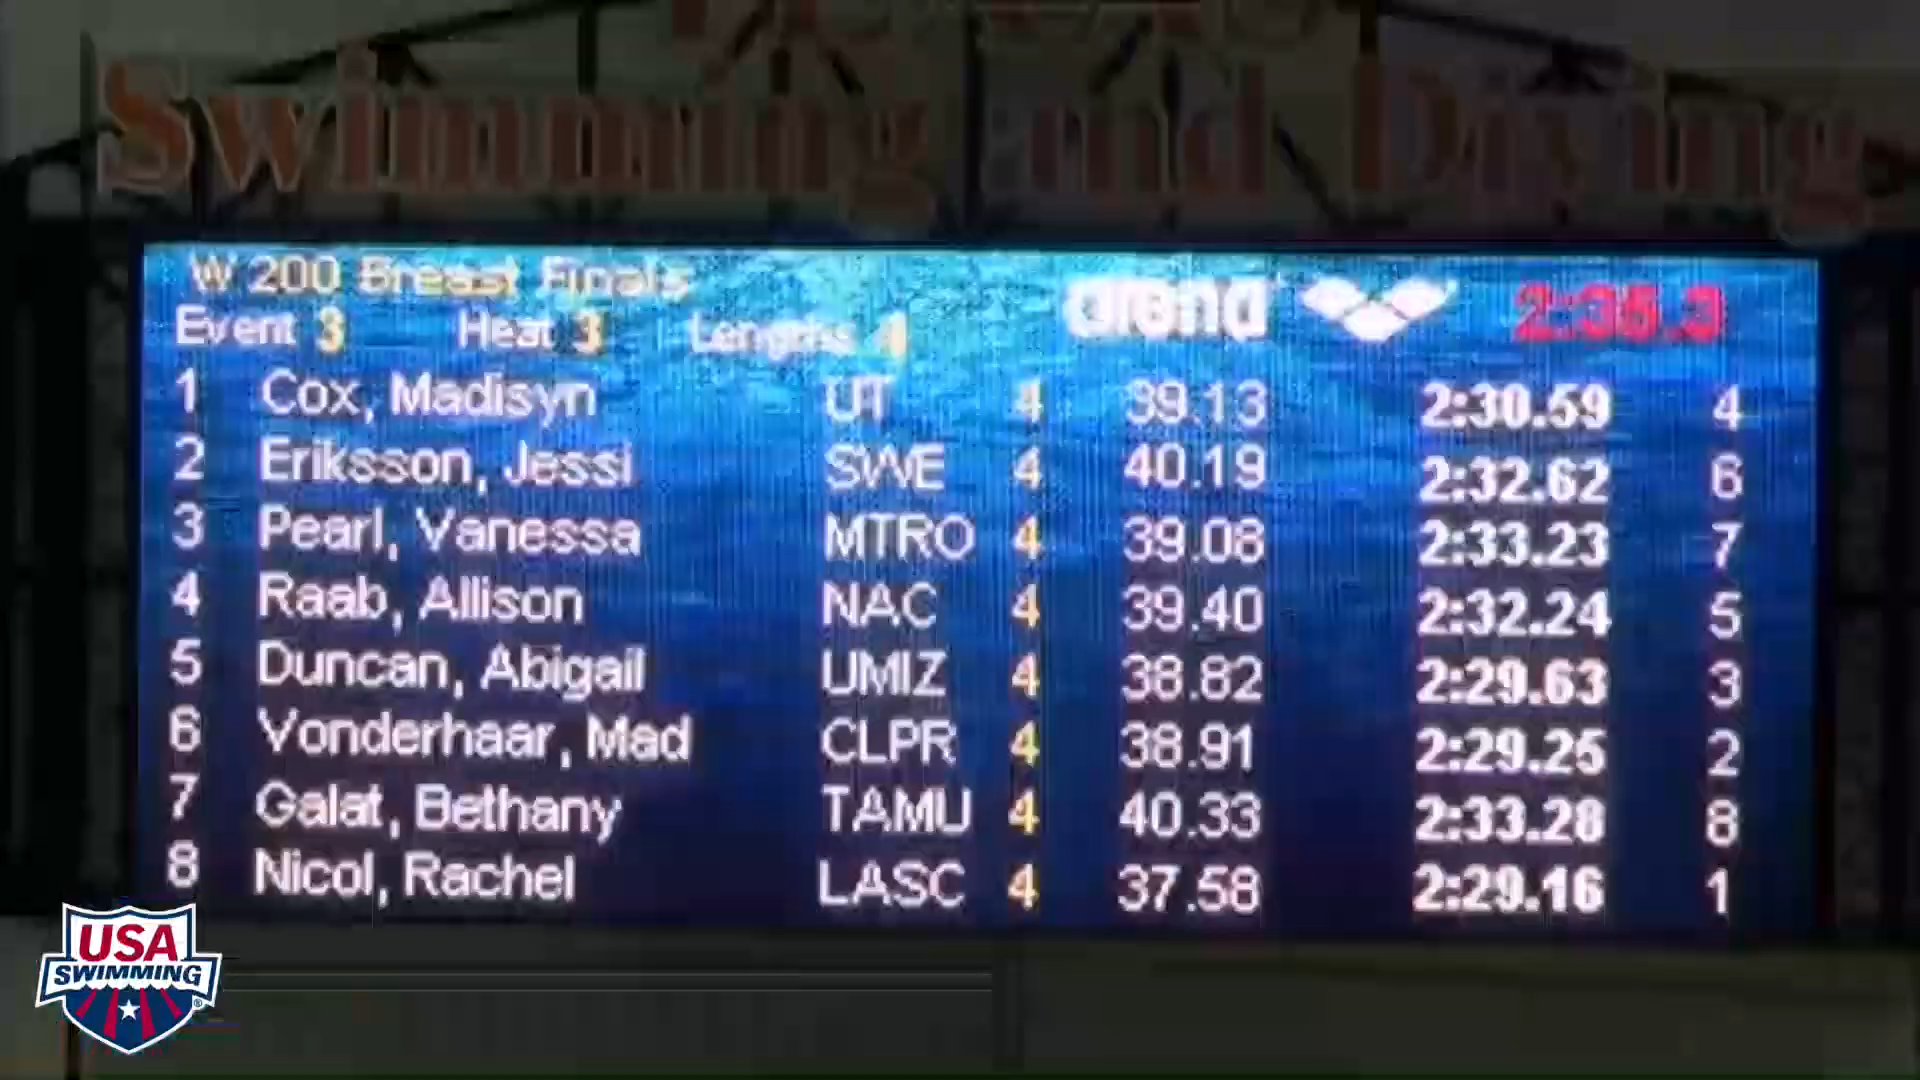 Swimming and Diving
W 200 Breast Finals
Event 3 Heat 3 Lengths 4 arena 2:35.3
1 Cox, Madisyn UT 4 39.13 2:30.59 4
2 Eriksson, Jessi SWE 4 40.19 2:32.62 6
3 Pearl, Vanessa MTRO 4 39.08 2:33.23 7
4 Raab, Allison NAC 4 39.40 2:32.24 5
5 Duncan, Abigail UMIZ 4 38.82 2:29.63 3
6 Vonderhaar, Mad CLPR 4 38.91 2:29.25 2
7 Galat, Bethany TAMU 4 40.33 2:33.28 8
8 Nicol, Rachel LASC 4 37.58 2:29.16 1
USA
SWIMMING